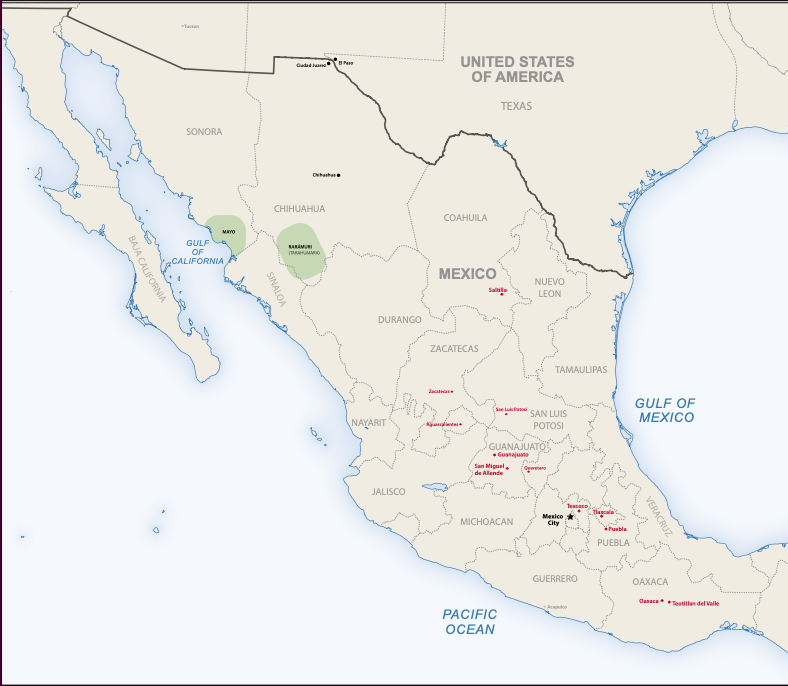 Tucson
Ciudad Juareź
El Paso
UNITED STATES
OF AMERICA
TEXAS
SONORA
Chihuahua
CHIHUAHUA
COAHUILA
MAYO
RARÁMURI
(TARAHUMARA)
GULF
OF
CALIFORNIA
BAJA CALIFORNIA
SINALOA
MEXICO
NUEVO
LEON
Saltillo
DURANGO
ZACATECAS
TAMAULIPAS
Zacatecas
San Luis Potosi
SAN LUIS
POTOSI
GULF OF
MEXICO
NAYARIT
Aguascalientes
GUANAJUATO
Guanajuato
San Miguel
de Allende
Queretaro
JALISCO
MICHOACAN
Mexico
City
Texcoco
Tlaxcala
Puebla
PUEBLA
VERACRUZ
GUERRERO
OAXACA
Oaxaca
Teotitlan del Valle
Acapulco
PACIFIC
OCEAN